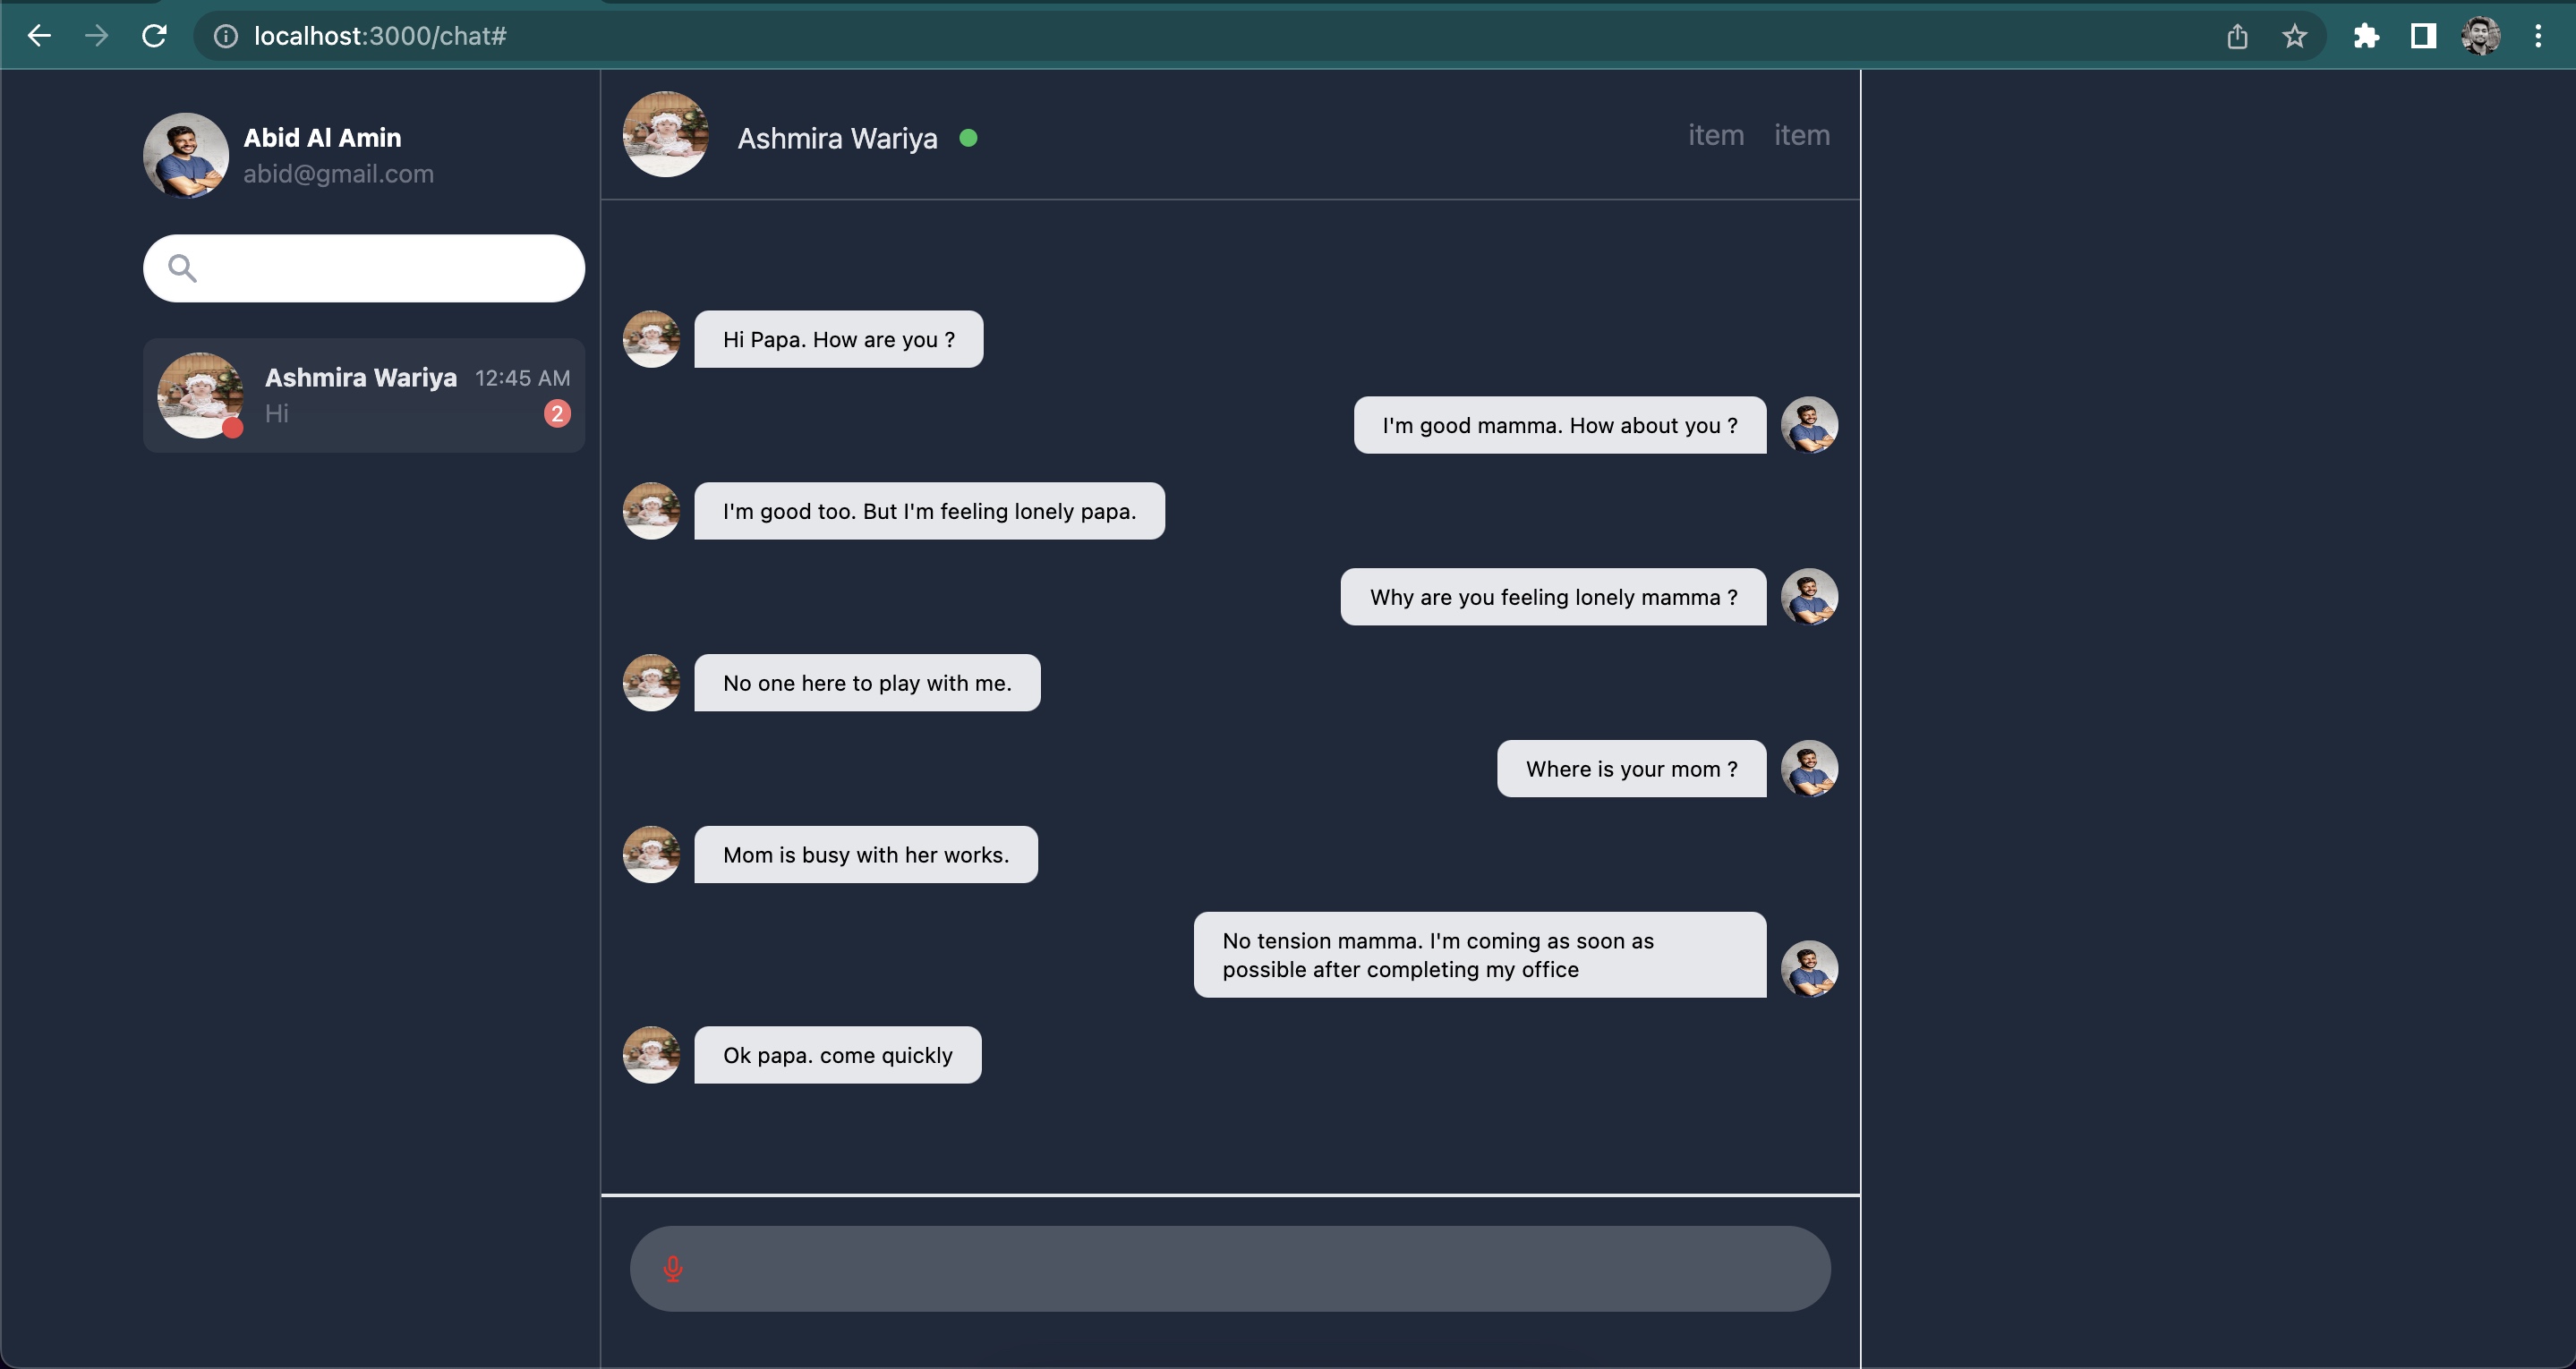 localhost:3000/chat#
Abid Al Amin
abid@gmail.com
Ashmira Wariya 12:45 AM
Hi 2
Ashmira Wariya item item
Hi Papa. How are you ?
I'm good mamma. How about you ?
I'm good too. But I'm feeling lonely papa.
Why are you feeling lonely mamma ?
No one here to play with me.
Where is your mom ?
Mom is busy with her works.
No tension mamma. I'm coming as soon as
possible after completing my office
Ok papa. come quickly